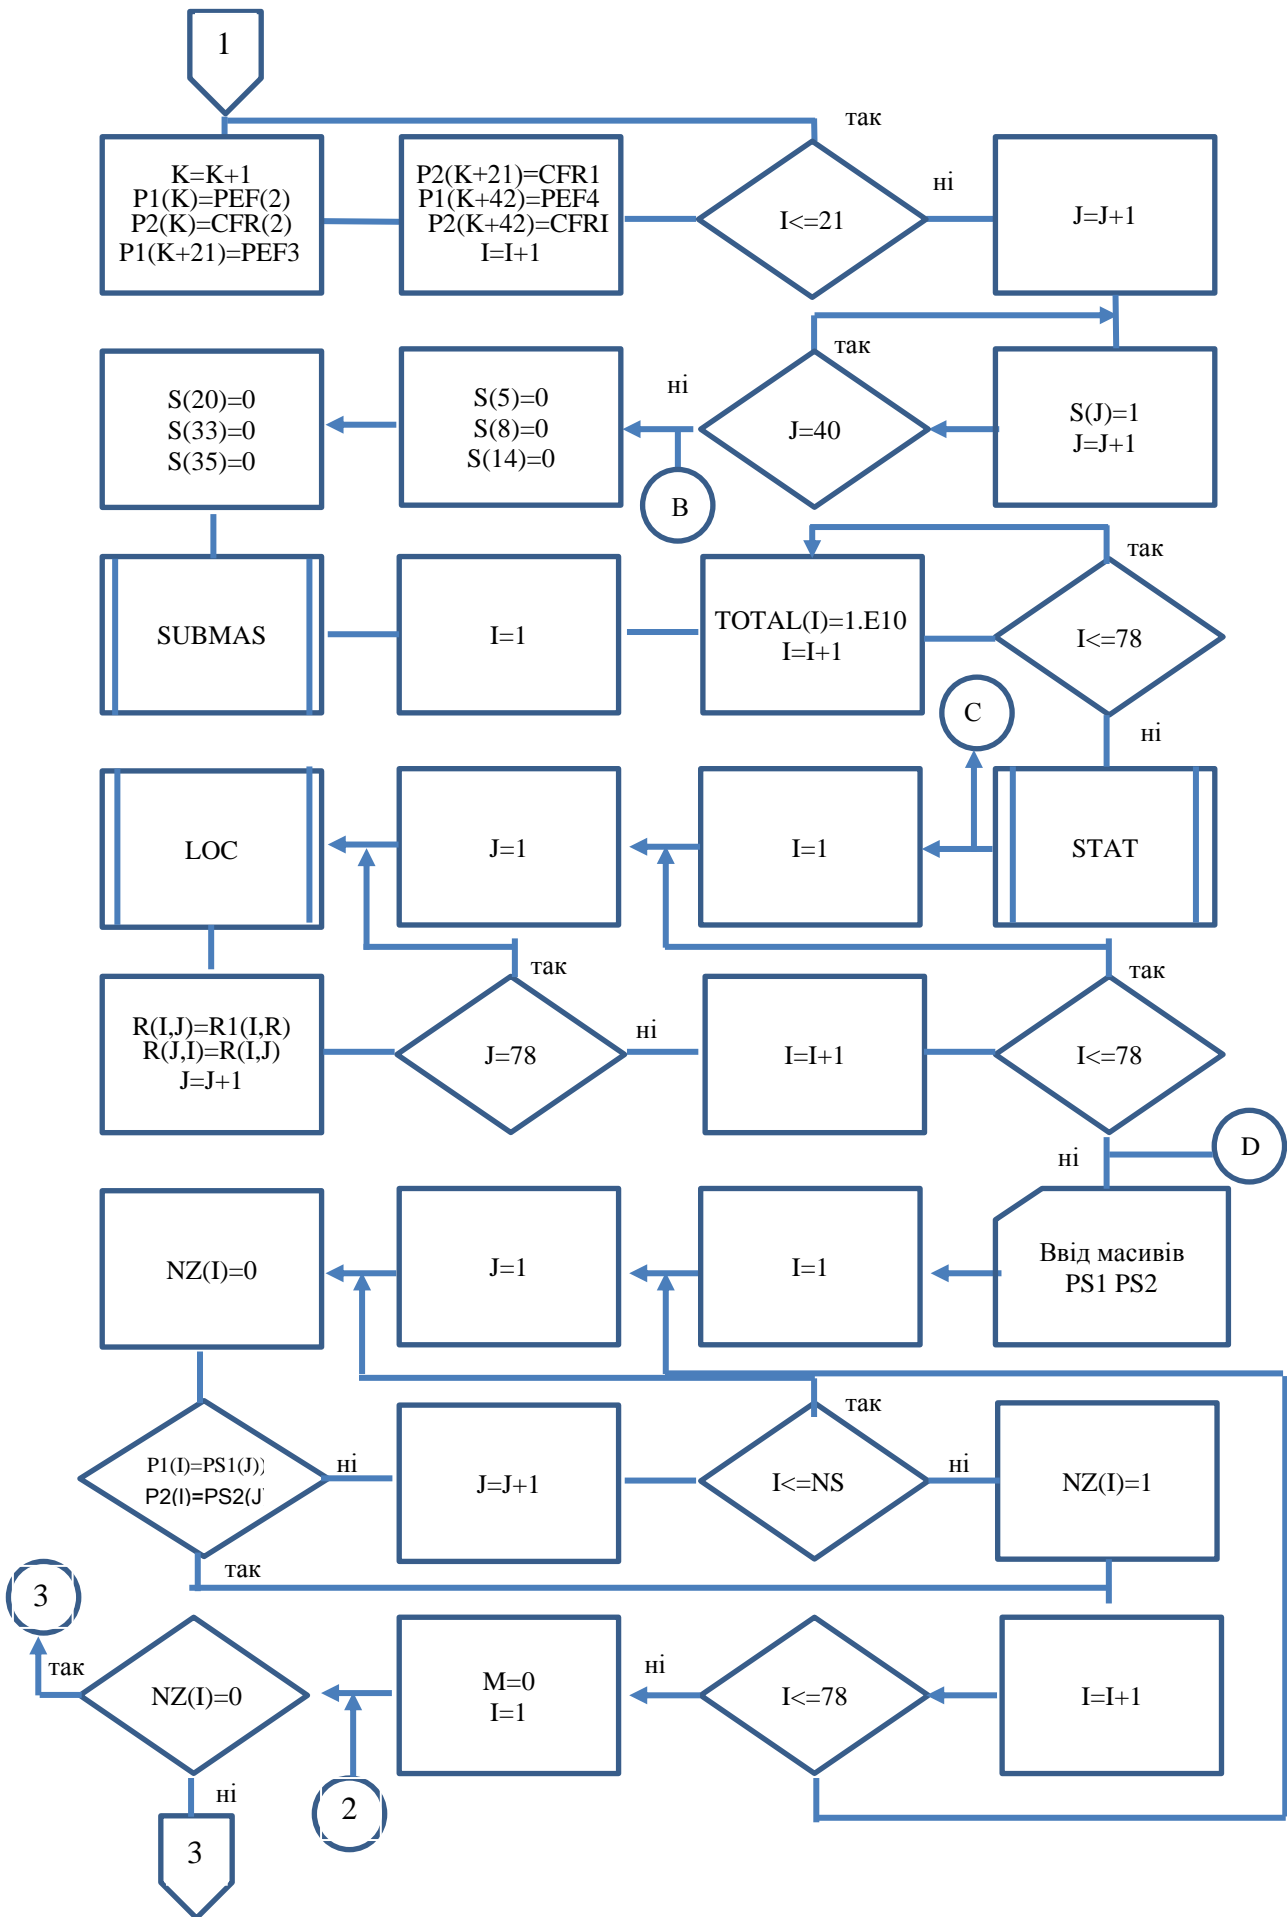 1
так
K=K+1
P1(K)=PEF(2)
P2(K)=CFR(2)
P1(K+21)=PEF3
P2(K+21)=CFR1
P1(K+42)=PEF4
P2(K+42)=CFRI
I=I+1
I<=21
ні
J=J+1
S(20)=0
S(33)=0
S(35)=0
S(5)=0
S(8)=0
S(14)=0
ні
так
J=40
S(J)=1
J=J+1
B
SUBMAS
I=1
TOTAL(I)=1.E10
I=I+1
так
I<=78
C
ні
LOC
J=1
I=1
STAT
R(I,J)=R1(I,R)
R(J,I)=R(I,J)
J=J+1
так
J=78
ні
I=I+1
так
I<=78
ні
D
NZ(I)=0
J=1
I=1
Ввід масивів
PS1 PS2
P1(I)=PS1(J))
P2(I)=PS2(J)
ні
J=J+1
так
I<=NS
ні
NZ(I)=1
так
3
так
NZ(I)=0
M=0
I=1
ні
I<=78
I=I+1
ні
2
3